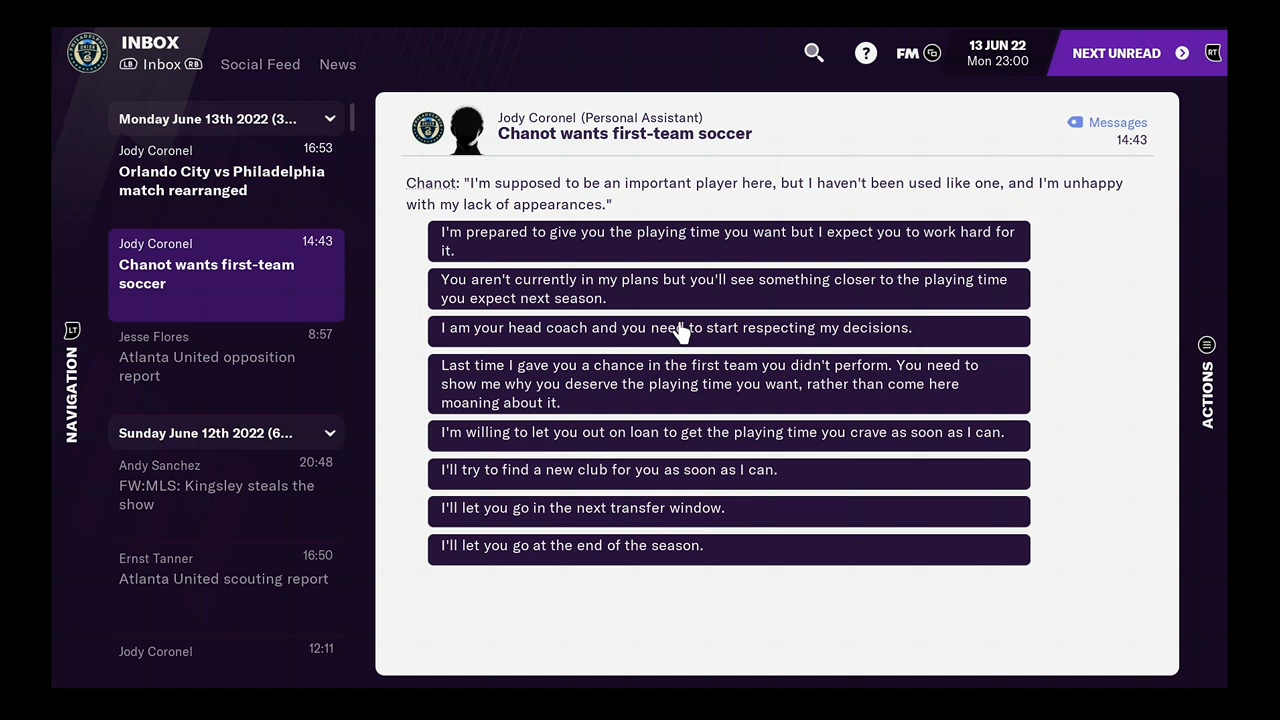 INBOX
LB Inbox RB
Social Feed
News
FM
13 JUN 22
Mon 23:00
NEXT UNREAD
RT
Monday June 13th 2022 (3...
Jody Coronel 16:53
Orlando City vs Philadelphia
match rearranged
Jody Coronel 14:43
Chanot wants first-team
soccer
Jesse Flores 8:57
Atlanta United opposition
report
Sunday June 12th 2022 (6...
Andy Sanchez 20:48
FW:MLS: Kingsley steals the
show
Ernst Tanner 16:50
Atlanta United scouting report
Jody Coronel 12:11
LT
NAVIGATION
Jody Coronel (Personal Assistant)
Chanot wants first-team soccer
Messages
14:43
Chanot: "I'm supposed to be an important player here, but I haven't been used like one, and I'm unhappy
with my lack of appearances."
I'm prepared to give you the playing time you want but I expect you to work hard for
it.
You aren't currently in my plans but you'll see something closer to the playing time
you expect next season.
I am your head coach and you need to start respecting my decisions.
Last time I gave you a chance in the first team you didn't perform. You need to
show me why you deserve the playing time you want, rather than come here
moaning about it.
I'm willing to let you out on loan to get the playing time you crave as soon as I can.
I'll try to find a new club for you as soon as I can.
I'll let you go in the next transfer window.
I'll let you go at the end of the season.
ACTIONS